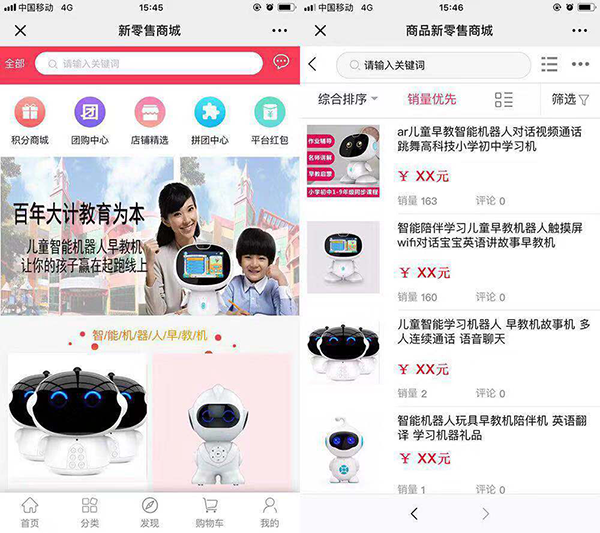 中国移动 4G
15:45
新零售商城
全部
请输入关键词
积分商城
团购中心
店铺精选
拼团中心
平台红包
百年大计教育为本
儿童智能机器人早教机
让你的孩子赢在起跑线上
智/能/机/器/人/早/教/机
首页
分类
发现
购物车
我的
中国移动 4G
15:46
商品新零售商城
请输入关键词
综合排序
销量优先
筛选
作业辅导
名师讲解
早教启蒙
小学初中1-9年级同步课程
ar儿童早教智能机器人对话视频通话
跳舞高科技小学初中学习机
¥ XX元
销量 163
评论 0
智能陪伴学习儿童早教机器人触摸屏
wifi对话宝宝英语讲故事早教机
¥ XX元
销量 160
评论 0
儿童智能学习机器人 早教机故事机 多
人连续通话 语音聊天
¥ XX元
销量 2
评论 0
智能机器人玩具早教机陪伴机 英语翻
译 学习机器礼品
¥ XX元
销量 1
评论 0